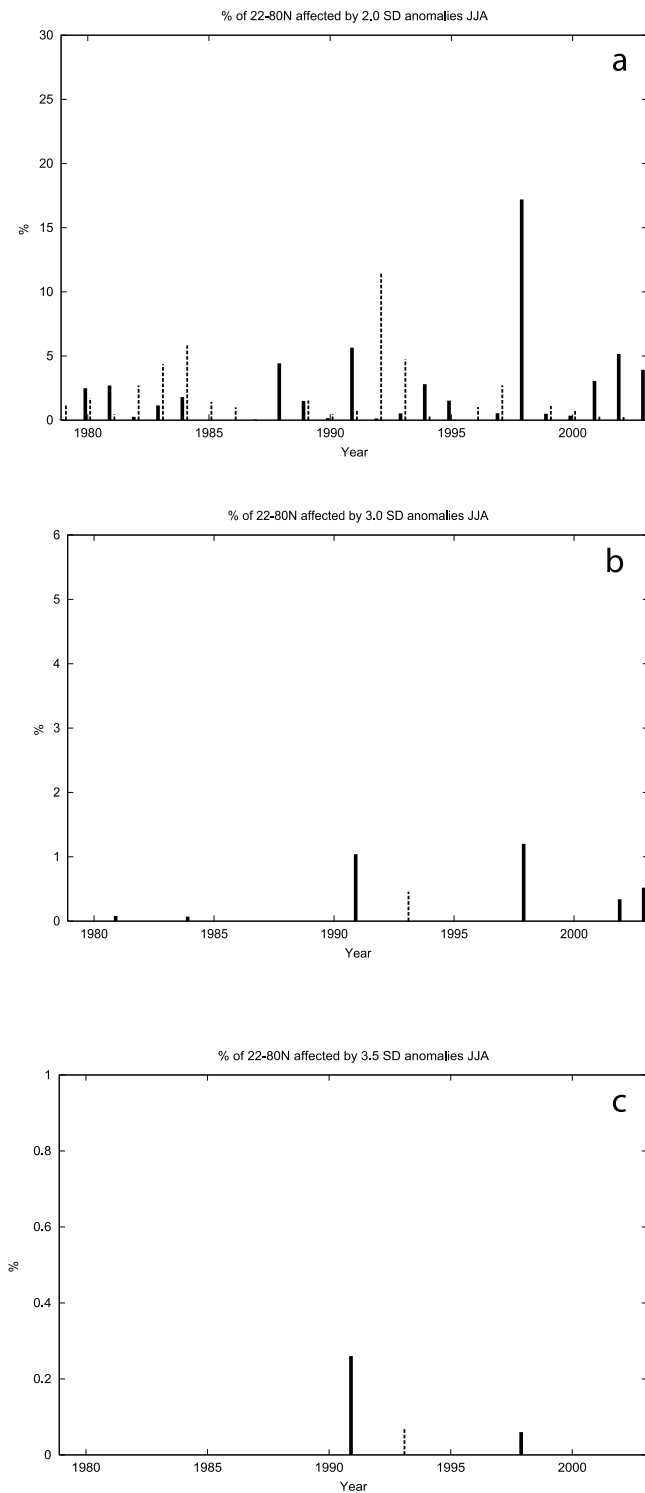 % of 22-80N affected by 2.0 SD anomalies JJA
a
30
25
20
15
10
5
0
%
1980 1985 1990 1995 2000
Year
% of 22-80N affected by 3.0 SD anomalies JJA
b
6
5
4
3
2
1
0
%
1980 1985 1990 1995 2000
Year
% of 22-80N affected by 3.5 SD anomalies JJA
c
1
0.8
0.6
0.4
0.2
0
%
1980 1985 1990 1995 2000
Year